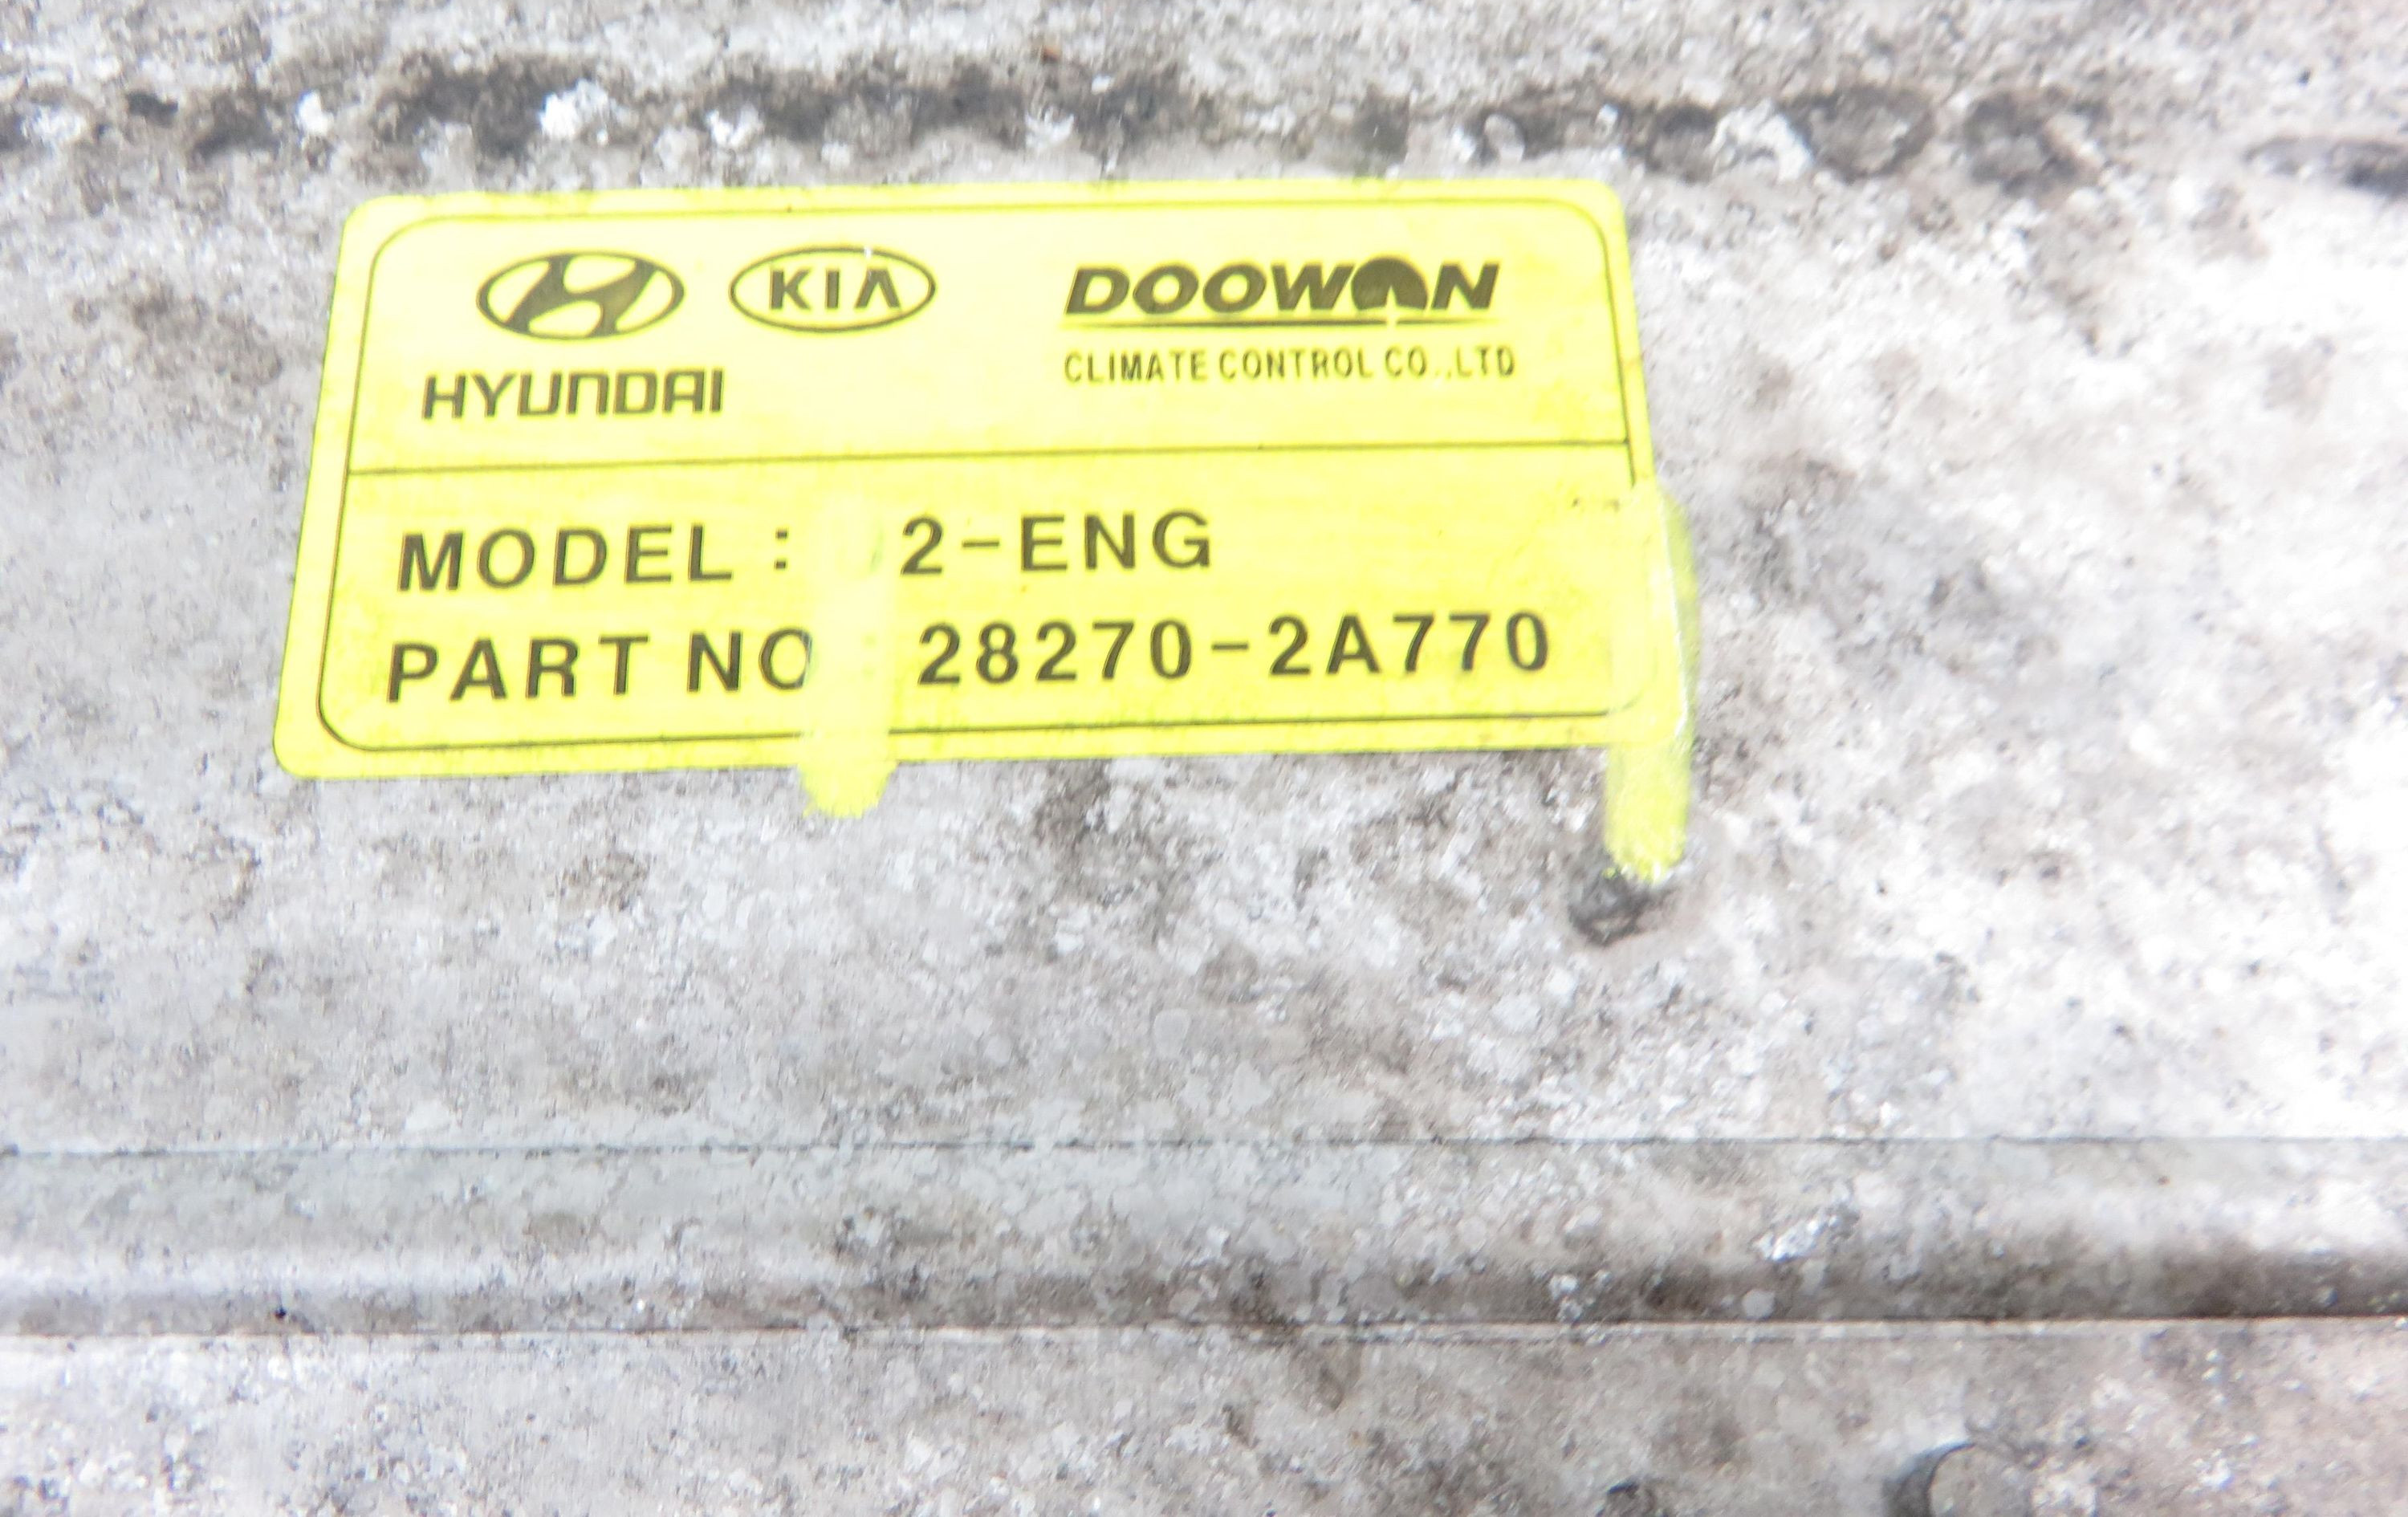 KIA DOOWON
HYUNDAI CLIMATE CONTROL CO.,LTD
MODEL : 2-ENG
PART NO : 28270-2A770